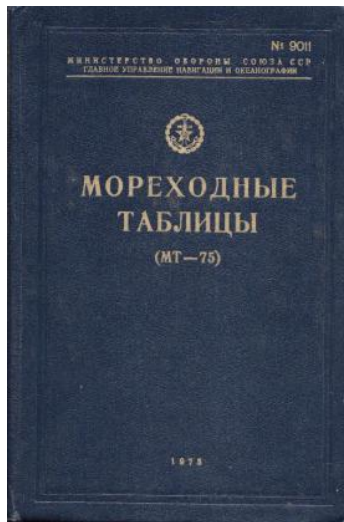 № 9011
МИНИСТЕРСТВО ОБОРОНЫ СОЮЗА ССР
ГЛАВНОЕ УПРАВЛЕНИЕ НАВИГАЦИИ И ОКЕАНОГРАФИИ
МОРЕХОДНЫЕ
ТАБЛИЦЫ
(МТ—75)
1975